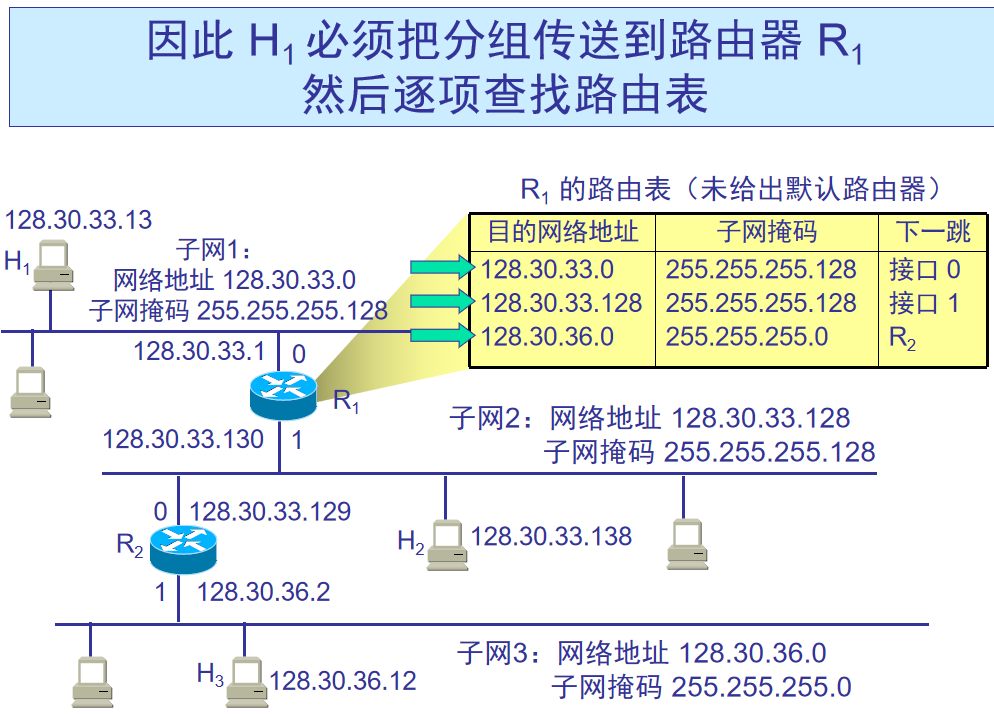 因此 H1 必须把分组传送到路由器 R1
然后逐项查找路由表
R1 的路由表（未给出默认路由器）
目的网络地址 子网掩码 下一跳
128.30.33.0 255.255.255.128 接口 0
128.30.33.128 255.255.255.128 接口 1
128.30.36.0 255.255.255.0 R2
128.30.33.13
H1
子网1：
网络地址 128.30.33.0
子网掩码 255.255.255.128
128.30.33.1 0
R1
128.30.33.130 1
子网2：网络地址 128.30.33.128
子网掩码 255.255.255.128
0 128.30.33.129
R2
H2 128.30.33.138
1 128.30.36.2
子网3：网络地址 128.30.36.0
子网掩码 255.255.255.0
H3 128.30.36.12